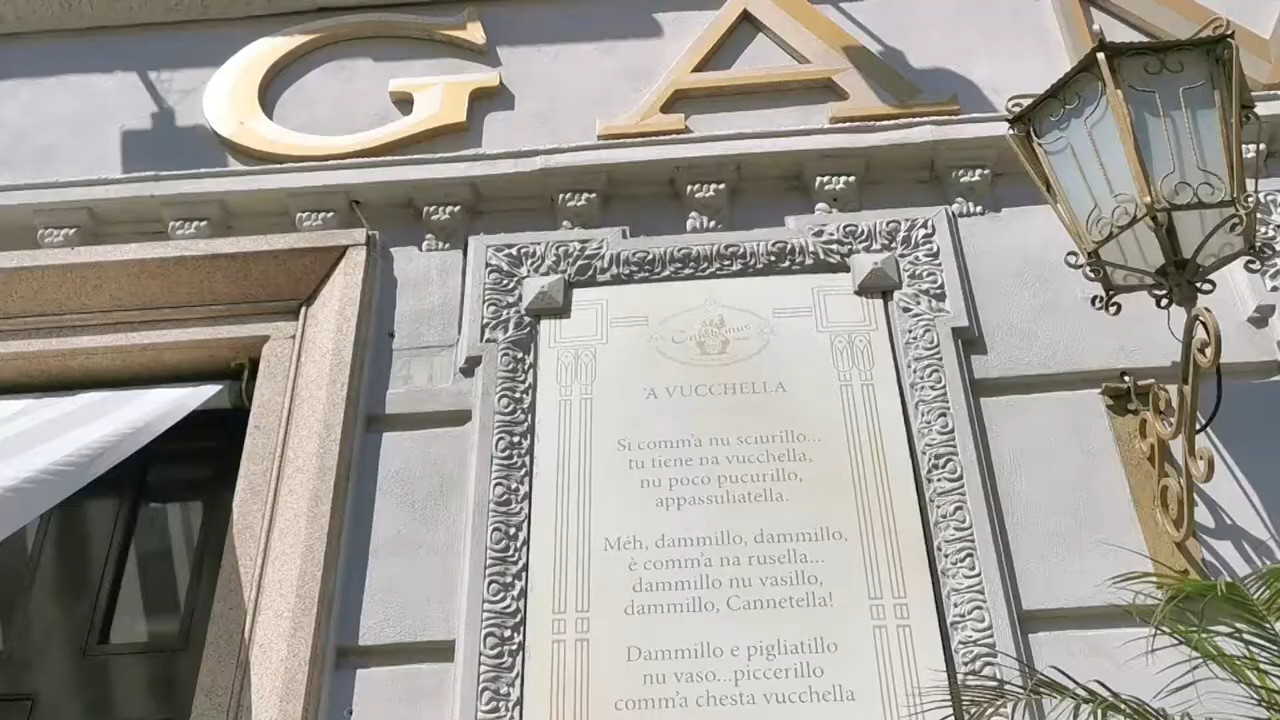 GA
'A VUCCHELLA
Si comm'a nu sciurillo...
tu tiene na vucchella,
nu poco pucurillo,
appassuliatella.
Méh, dammillo, dammillo,
è comm'a na rusella...
dammillo nu vasillo,
dammillo, Cannetella!
Dammillo e pigliatillo
nu vaso...piccerillo
comm'a chesta vucchella